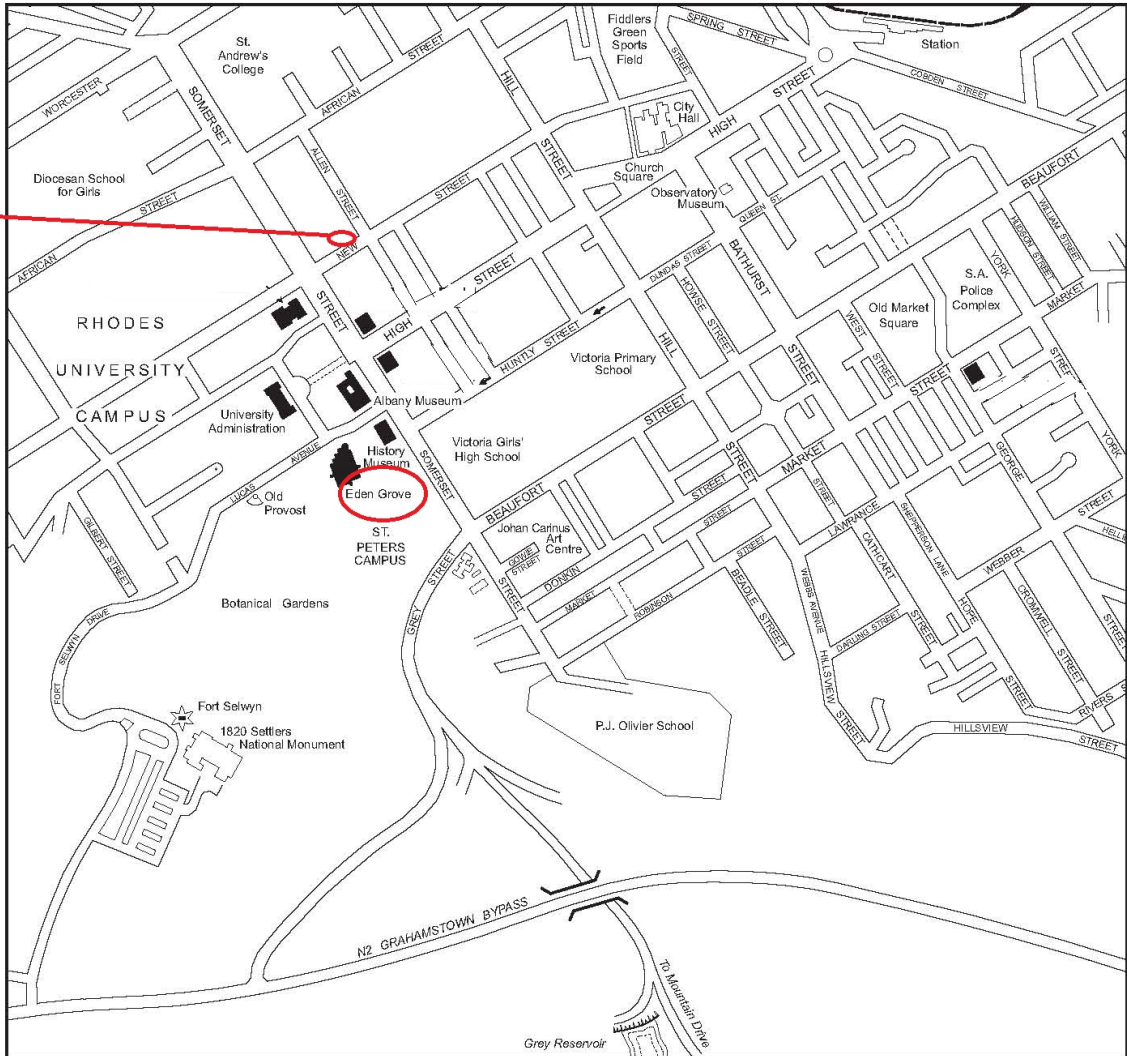 St.
Andrew's
College
Fiddlers
Green
Sports
Field
SPRING STREET
Station
COBDEN STREET
WORCESTER
SOMERSET
AFRICAN STREET
HILL
STREET
STREET
City
Hall
HIGH STREET
ALLEN STREET
Diocesan School
for Girls
AFRICAN STREET
Church
Square
Observatory
Museum
QUEEN ST.
BEAUFORT
WILLIAM STREET
HUDSON STREET
YORK
NEW STREET
STREET
HIGH STREET
DUNDAS STREET
BATHURST
HOWSE STREET
S.A.
Police
Complex
MARKET
Old Market
Square
WEST STREET
STREET
RHODES
UNIVERSITY
CAMPUS
HUNTLY STREET
Victoria Primary
School
HILL
STREET
STREET
Albany Museum
University
Administration
LUCAS AVENUE
History
Museum
Victoria Girls'
High School
SOMERSET
Eden Grove
Old
Provost
ST.
PETERS
CAMPUS
BEAUFORT STREET
MARKET STREET
GEORGE
YORK
STREET
Johan Carinus
Art
Centre
GOWIE
STREET
DONKIN STREET
STREET
LAWRANCE
STREET
SHEPPERSON LANE
CATHCART
STREET
WEBBER STREET
GILBERT STREET
GREY STREET
STREET
MARKET
ROBINSON STREET
BEADLE STREET
WEBBS AVENUE
DARLING STREET
HOPE
STREET
CROMWELL STREET
STREET
RIVERS
Botanical Gardens
FORT SELWYN DRIVE
HILLSVIEW
STREET
HILLSVIEW STREET
Fort Selwyn
1820 Settlers
National Monument
P.J. Olivier School
N2 GRAHAMSTOWN BYPASS
To Mountain Drive
Grey Reservoir